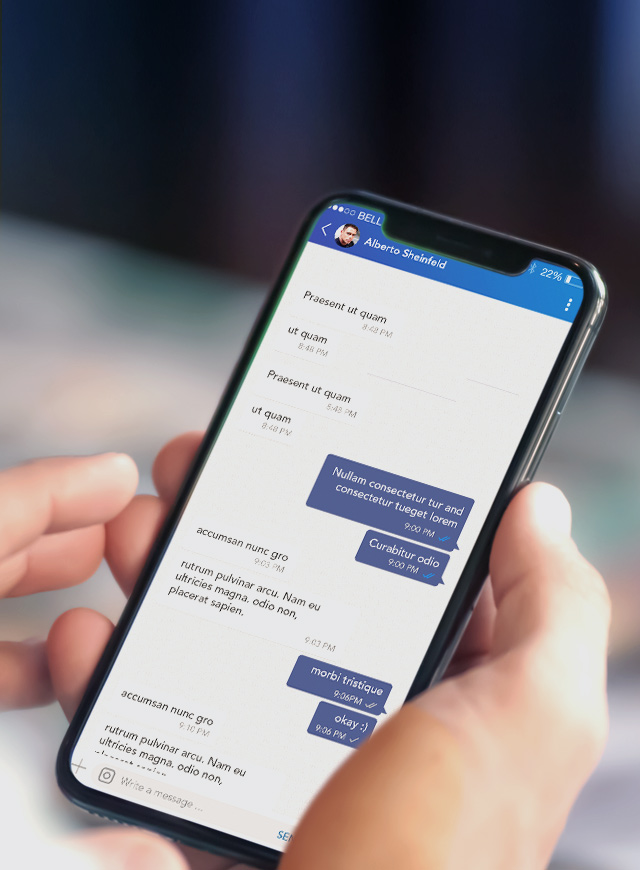 BELL
22%
Alberto Sheinfeld
Praesent ut quam
8:48 PM
ut quam
8:48 PM
Praesent ut quam
8:48 PM
ut quam
8:48 PM
Nullam consectetur tur and
consectetur tueget lorem
9:00 PM
Curabitur odio
9:00 PM
accumsan nunc gro
9:03 PM
rutrum pulvinar arcu. Nam eu
ultricies magna. odio non,
placerat sapien.
9:03 PM
morbi tristique
9:06PM
okay :)
9:06 PM
accumsan nunc gro
9:10 PM
rutrum pulvinar arcu. Nam eu
ultricies magna. odio non,
Write a message ...